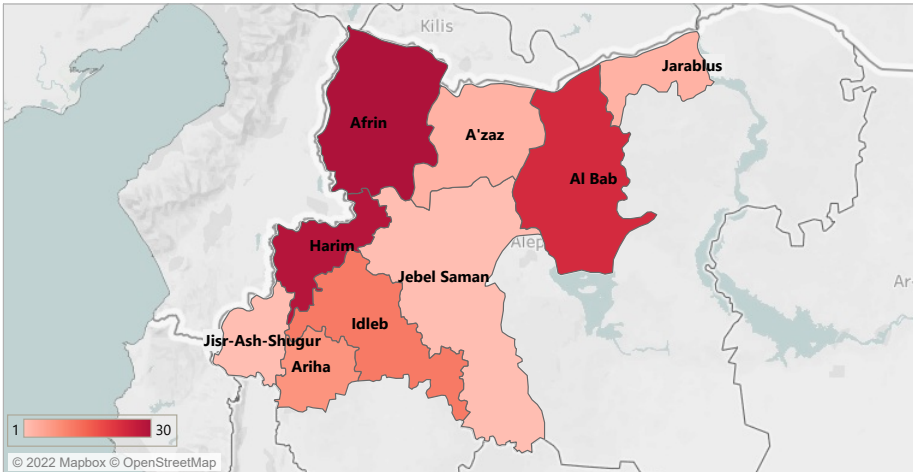 Kilis
Jarablus
Afrin
A'zaz
Al Bab
Harim
Alep
Jebel Saman
Ar-
Idleb
Jisr-Ash-Shugur
Ariha
1
30
© 2022 Mapbox © OpenStreetMap